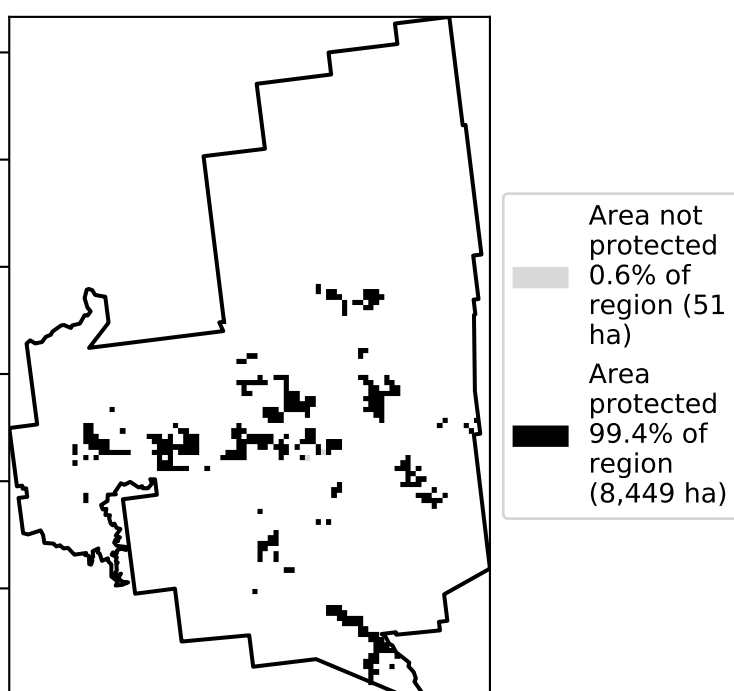 Area not
protected
0.6% of
region (51
ha)
Area
protected
99.4% of
region
(8,449 ha)